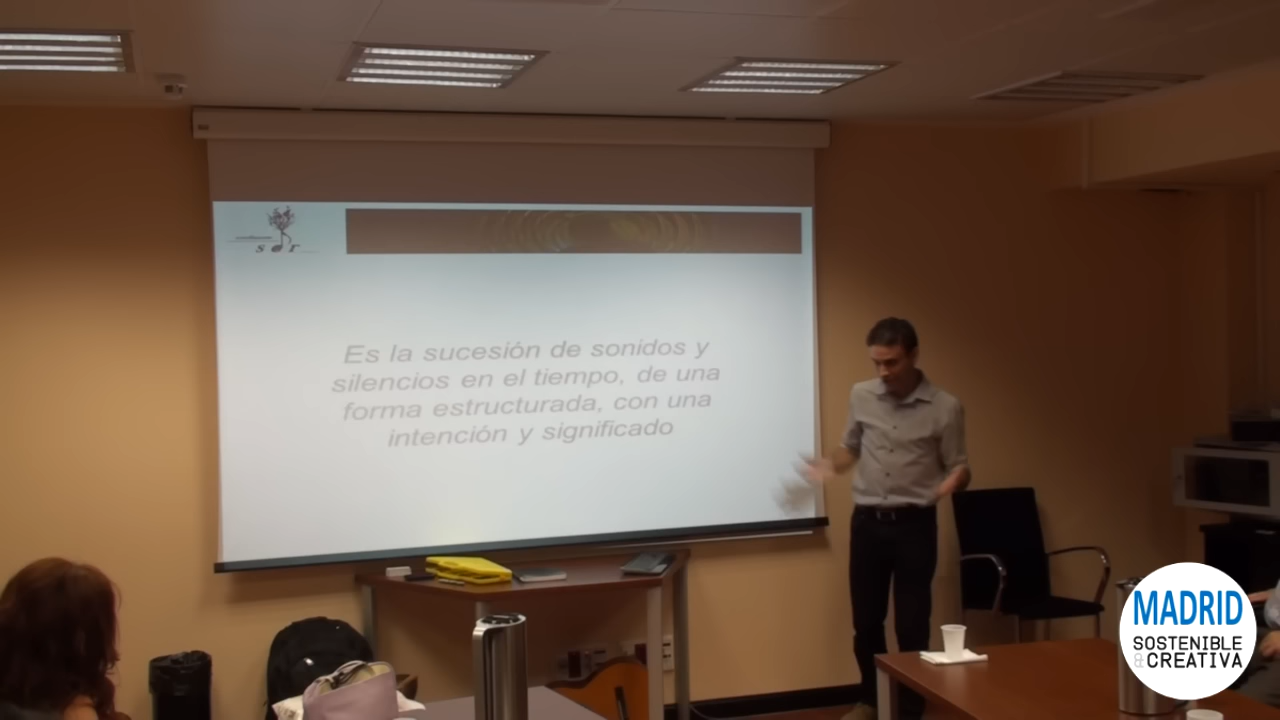 s r
Es la sucesión de sonidos y
silencios en el tiempo, de una
forma estructurada, con una
intención y significado
MADRID
SOSTENIBLE
CREATIVA